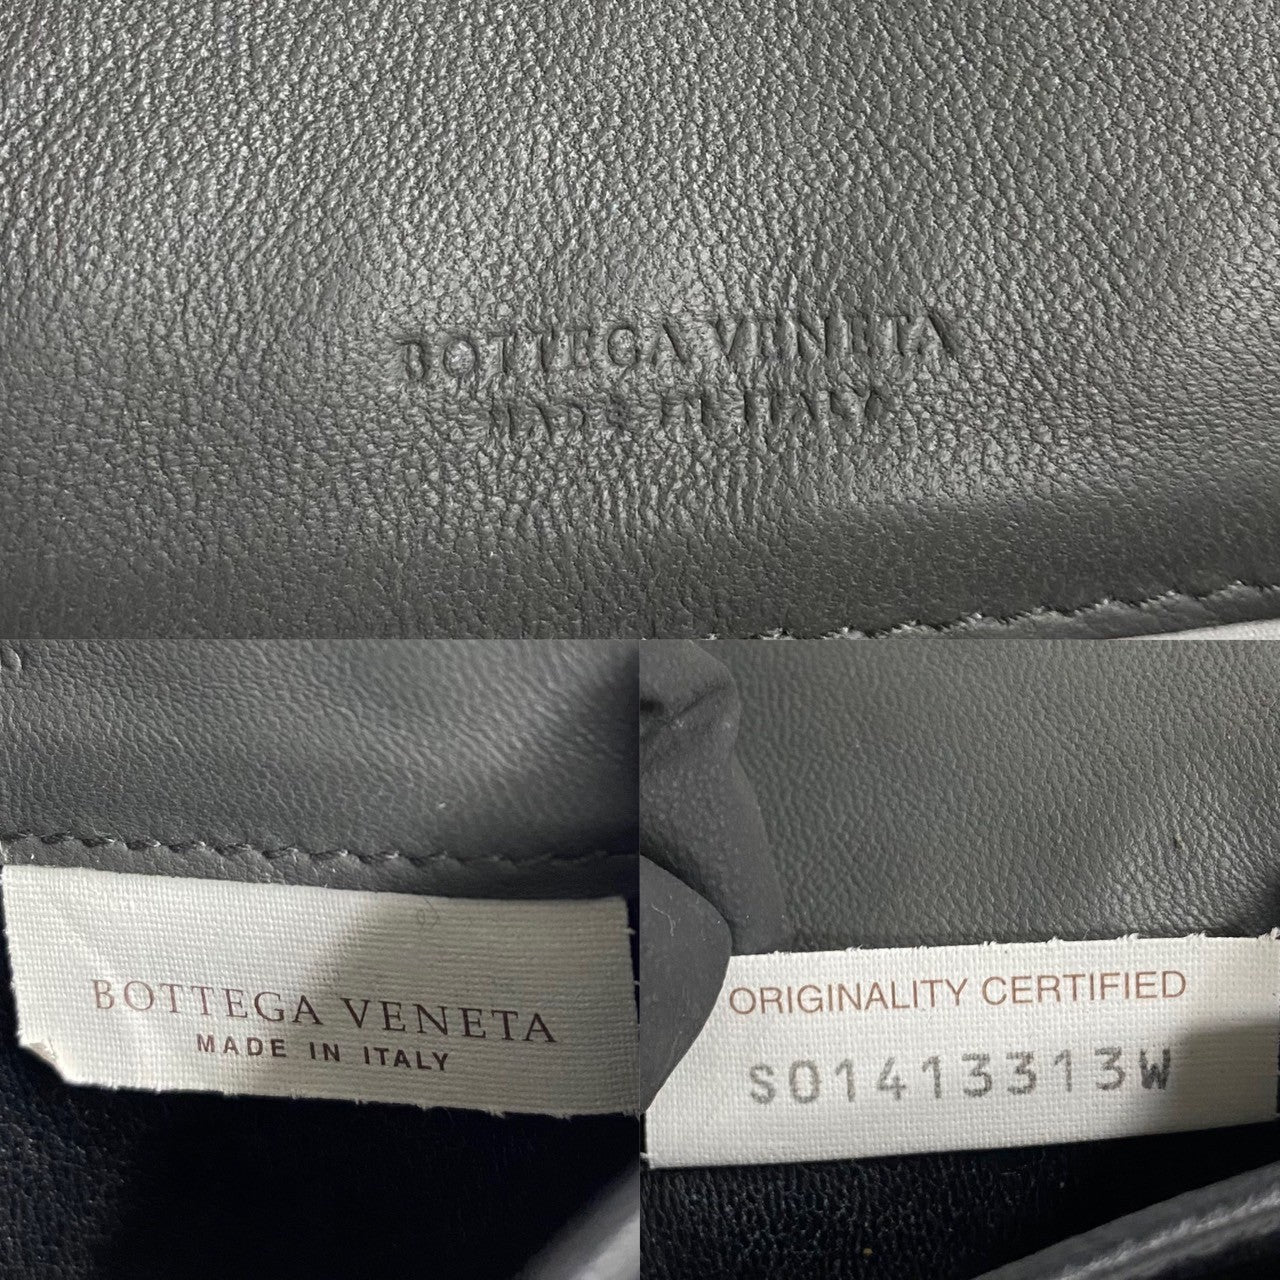 BOTTEGA VENETA
MADE IN ITALY
BOTTEGA VENETA
MADE IN ITALY
ORIGINALITY CERTIFIED
S01413313W